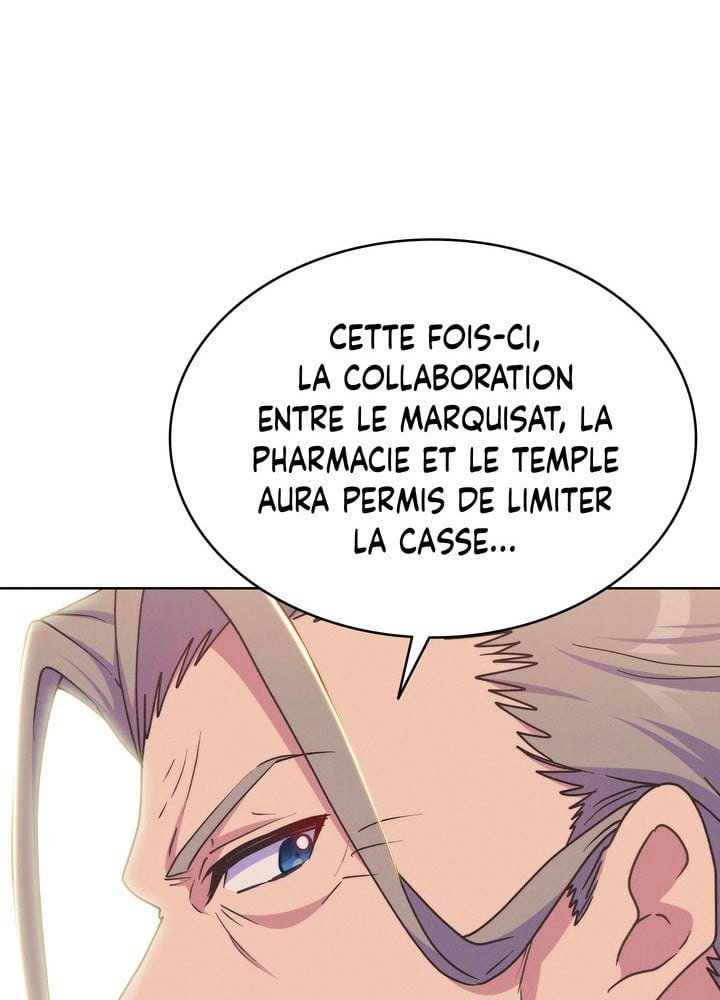 CETTE FOIS-CI,
LA COLLABORATION
ENTRE LE MARQUISAT, LA
PHARMACIE ET LE TEMPLE
AURA PERMIS DE LIMITER
LA CASSE...